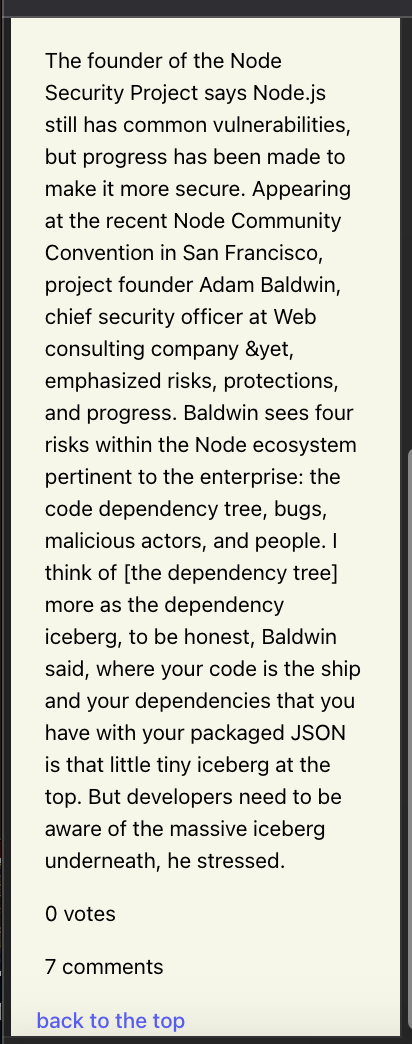 The founder of the Node
Security Project says Node.js
still has common vulnerabilities,
but progress has been made to
make it more secure. Appearing
at the recent Node Community
Convention in San Francisco,
project founder Adam Baldwin,
chief security officer at Web
consulting company &yet,
emphasized risks, protections,
and progress. Baldwin sees four
risks within the Node ecosystem
pertinent to the enterprise: the
code dependency tree, bugs,
malicious actors, and people. I
think of [the dependency tree]
more as the dependency
iceberg, to be honest, Baldwin
said, where your code is the ship
and your dependencies that you
have with your packaged JSON
is that little tiny iceberg at the
top. But developers need to be
aware of the massive iceberg
underneath, he stressed.
0 votes
7 comments
back to the top